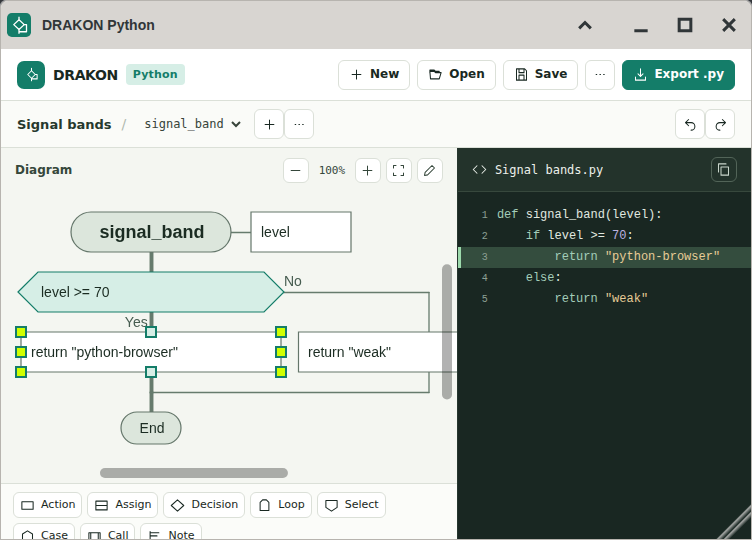 DRAKON Python
DRAKON Python New Open Save ... Export .py
Signal bands / signal_band ...
Diagram 100%
signal_band level
level >= 70 No
Yes
return "python-browser" return "weak"
End
Action Assign Decision Loop Select
Case Call Note
<> Signal bands.py
1 def signal_band(level):
2 if level >= 70:
3 return "python-browser"
4 else:
5 return "weak"